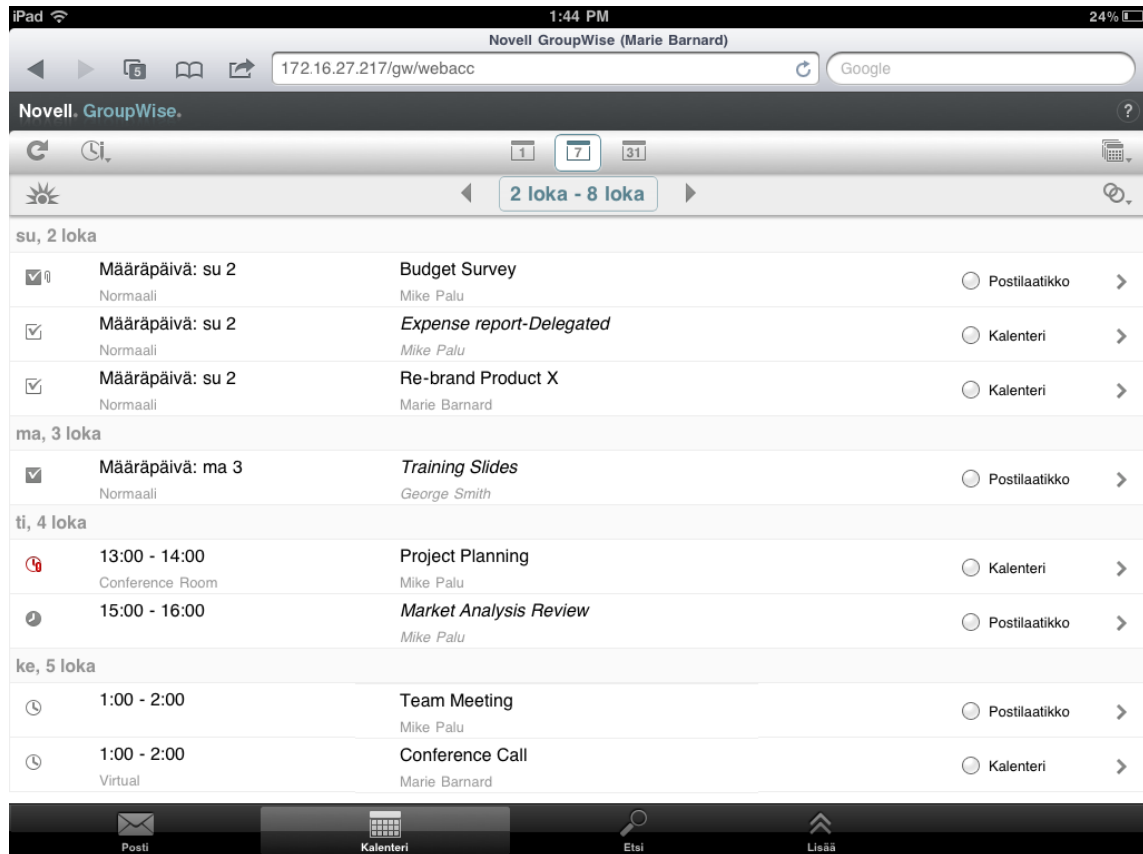 iPad 1:44 PM 24%
Novell GroupWise (Marie Barnard)
5 172.16.27.217/gw/webacc Google
Novell. GroupWise. ?
i 1 7 31
2 loka - 8 loka
su, 2 loka
Määräpäivä: su 2 Budget Survey
Postilaatikko
Normaali Mike Palu
Määräpäivä: su 2 Expense report-Delegated
Kalenteri
Normaali Mike Palu
Määräpäivä: su 2 Re-brand Product X
Kalenteri
Normaali Marie Barnard
ma, 3 loka
Määräpäivä: ma 3 Training Slides
Postilaatikko
Normaali George Smith
ti, 4 loka
13:00 - 14:00 Project Planning
Kalenteri
Conference Room Mike Palu
15:00 - 16:00 Market Analysis Review
Postilaatikko
Mike Palu
ke, 5 loka
1:00 - 2:00 Team Meeting
Postilaatikko
Mike Palu
1:00 - 2:00 Conference Call
Kalenteri
Virtual Marie Barnard
Posti Kalenteri Etsi Lisää